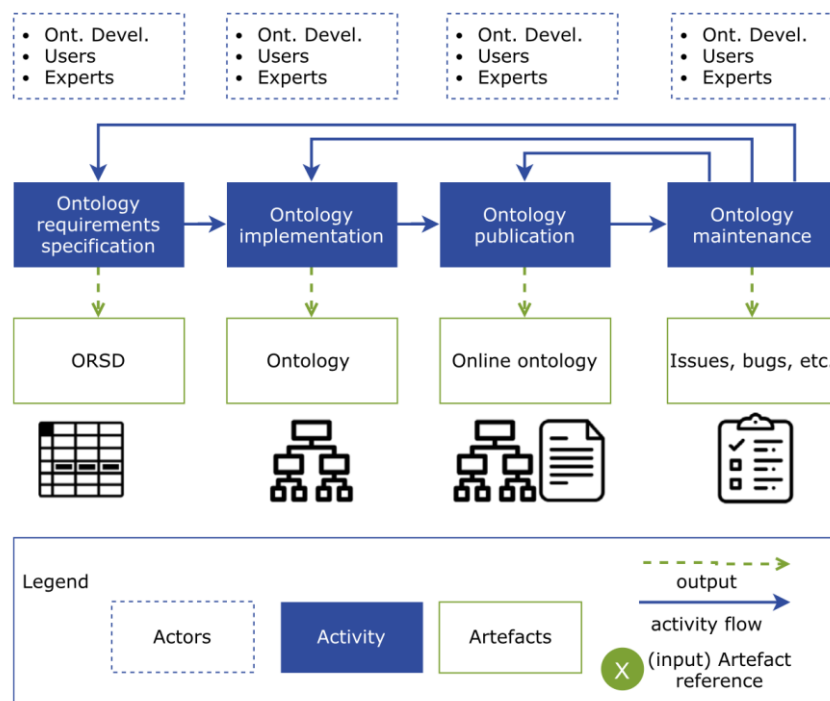 • Ont. Devel.
• Users
• Experts
• Ont. Devel.
• Users
• Experts
• Ont. Devel.
• Users
• Experts
• Ont. Devel.
• Users
• Experts
Ontology
requirements
specification
Ontology
implementation
Ontology
publication
Ontology
maintenance
ORSD
Ontology
Online ontology
Issues, bugs, etc.
Legend
Actors
Activity
Artefacts
output
activity flow
X
(input) Artefact
reference